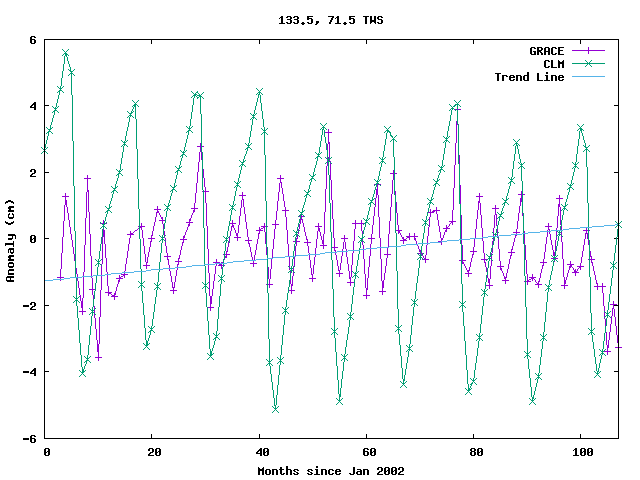 133.5, 71.5 TWS
GRACE
CLM
Trend Line
6
4
2
0
-2
-4
-6
Anomaly (cm)
0 20 40 60 80 100
Months since Jan 2002